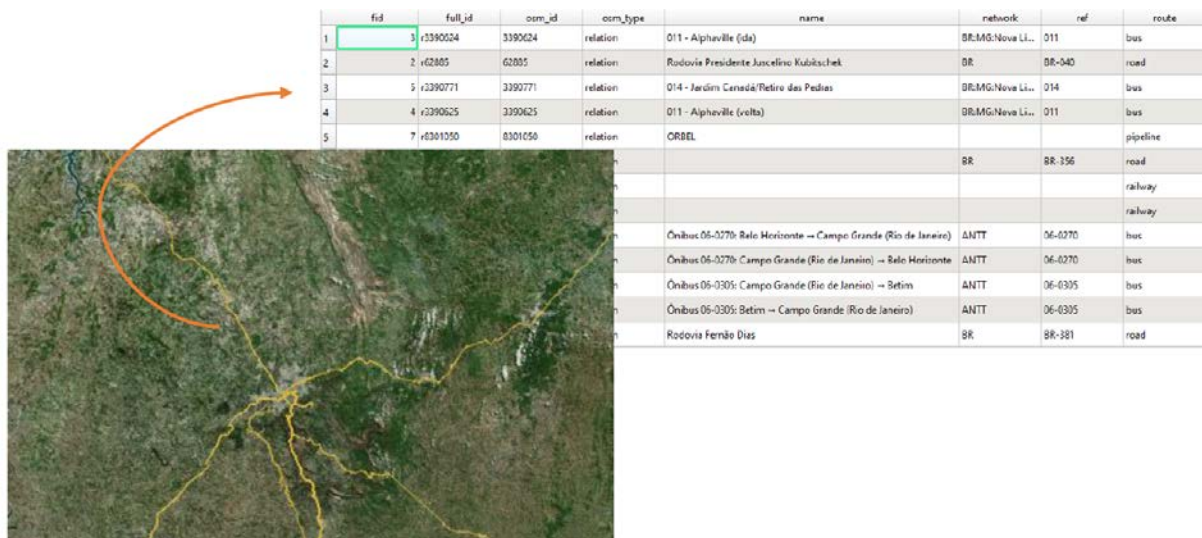 fid full_id osm_id osm_type name network ref route
1 3 r3390624 3390624 relation 011 - Alphaville (ida) BR:MG:Nova Li... 011 bus
2 2 r62885 62885 relation Rodovia Presidente Juscelino Kubitschek BR BR-040 road
3 5 r3390771 3390771 relation 014 - Jardim Canadá/Retiro das Pedras BR:MG:Nova Li... 014 bus
4 4 r3390625 3390625 relation 011 - Alphaville (volta) BR:MG:Nova Li... 011 bus
5 7 r8301050 8301050 relation ORBEL pipeline
n BR BR-356 road
n railway
n railway
n Ônibus 06-0270: Belo Horizonte → Campo Grande (Rio de Janeiro) ANTT 06-0270 bus
n Ônibus 06-0270: Campo Grande (Rio de Janeiro) → Belo Horizonte ANTT 06-0270 bus
n Ônibus 06-0305: Campo Grande (Rio de Janeiro) → Betim ANTT 06-0305 bus
n Ônibus 06-0305: Betim → Campo Grande (Rio de Janeiro) ANTT 06-0305 bus
n Rodovia Fernão Dias BR BR-381 road